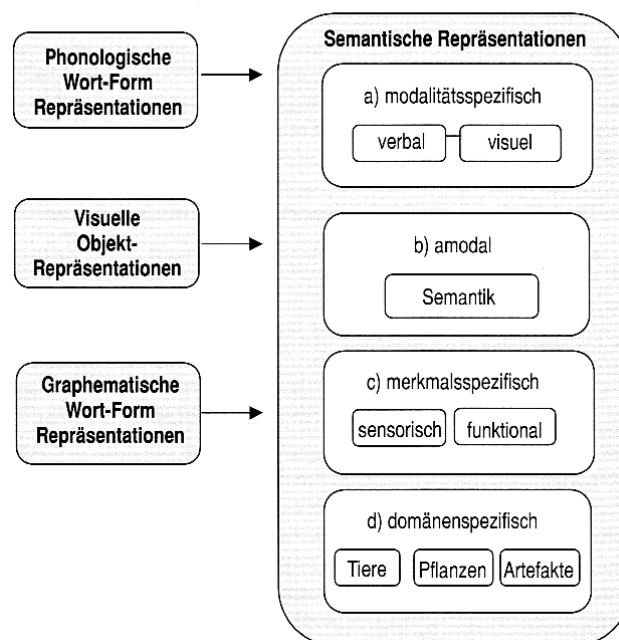 Phonologische
Wort-Form
Repräsentationen
Visuelle
Objekt-
Repräsentationen
Graphematische
Wort-Form
Repräsentationen
Semantische Repräsentationen
a) modalitätsspezifisch
verbal
visuel
b) amodal
Semantik
c) merkmalsspezifisch
sensorisch
funktional
d) domänenspezifisch
Tiere
Pflanzen
Artefakte